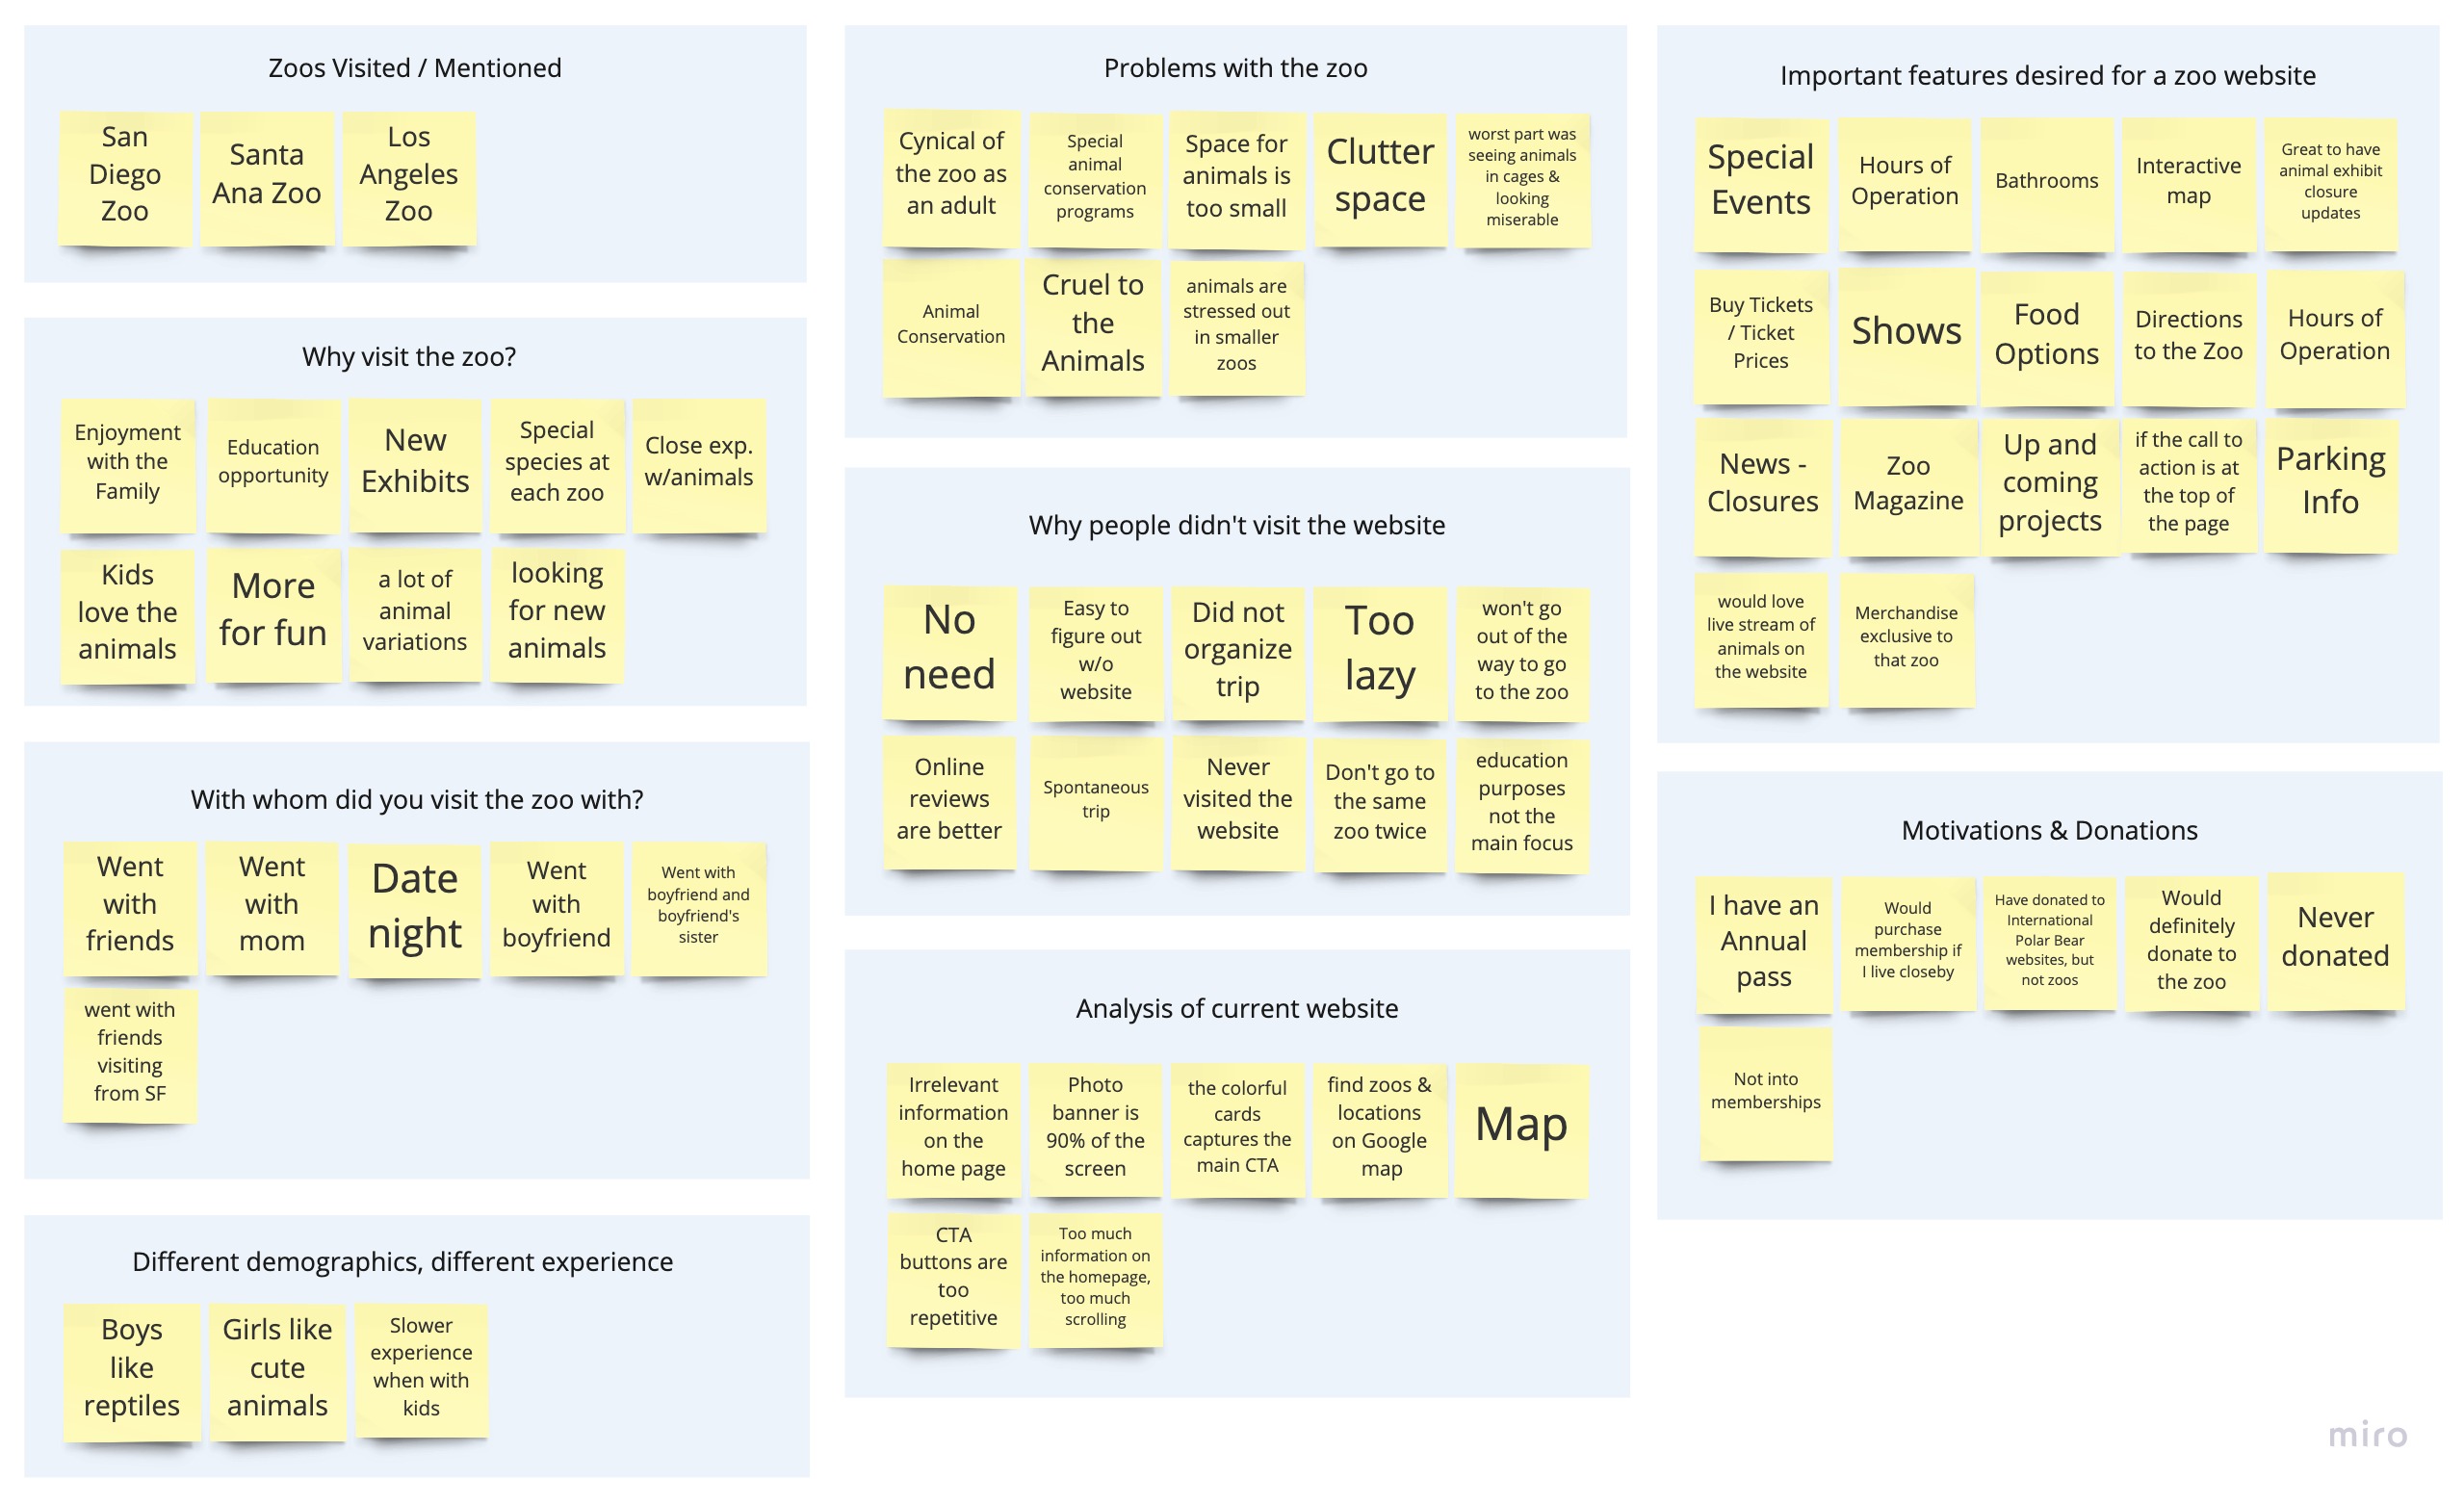 Zoos Visited / Mentioned
San
Diego
Zoo
Santa
Ana Zoo
Los
Angeles
Zoo
Why visit the zoo?
Enjoyment
with the
Family
Education
opportunity
New
Exhibits
Special
species at
each zoo
Close exp.
w/animals
Kids
love the
animals
More
for fun
a lot of
animal
variations
looking
for new
animals
With whom did you visit the zoo with?
Went
with
friends
Went
with
mom
Date
night
Went
with
boyfriend
Went with
boyfriend and
boyfriend's
sister
went with
friends
visiting
from SF
Different demographics, different experience
Boys
like
reptiles
Girls like
cute
animals
Slower
experience
when with
kids
Problems with the zoo
Cynical of
the zoo as
an adult
Special
animal
conservation
programs
Space for
animals is
too small
Clutter
space
worst part was
seeing animals
in cages &
looking
miserable
Animal
Conservation
Cruel to
the
Animals
animals are
stressed out
in smaller
zoos
Why people didn't visit the website
No
need
Easy to
figure out
w/o
website
Did not
organize
trip
Too
lazy
won't go
out of the
way to go
to the zoo
Online
reviews
are better
Spontaneous
trip
Never
visited the
website
Don't go to
the same
zoo twice
education
purposes
not the
main focus
Analysis of current website
Irrelevant
information
on the
home page
Photo
banner is
90% of the
screen
the colorful
cards
captures the
main CTA
find zoos &
locations
on Google
map
Map
CTA
buttons are
too
repetitive
Too much
information on
the homepage,
too much
scrolling
Important features desired for a zoo website
Special
Events
Hours of
Operation
Bathrooms
Interactive
map
Great to have
animal exhibit
closure
updates
Buy Tickets
/ Ticket
Prices
Shows
Food
Options
Directions
to the Zoo
Hours of
Operation
News -
Closures
Zoo
Magazine
Up and
coming
projects
if the call to
action is at
the top of
the page
Parking
Info
would love
live stream of
animals on
the website
Merchandise
exclusive to
that zoo
Motivations & Donations
I have an
Annual
pass
Would
purchase
membership if
I live closeby
Have donated to
International
Polar Bear
websites, but
not zoos
Would
definitely
donate to
the zoo
Never
donated
Not into
memberships
miro